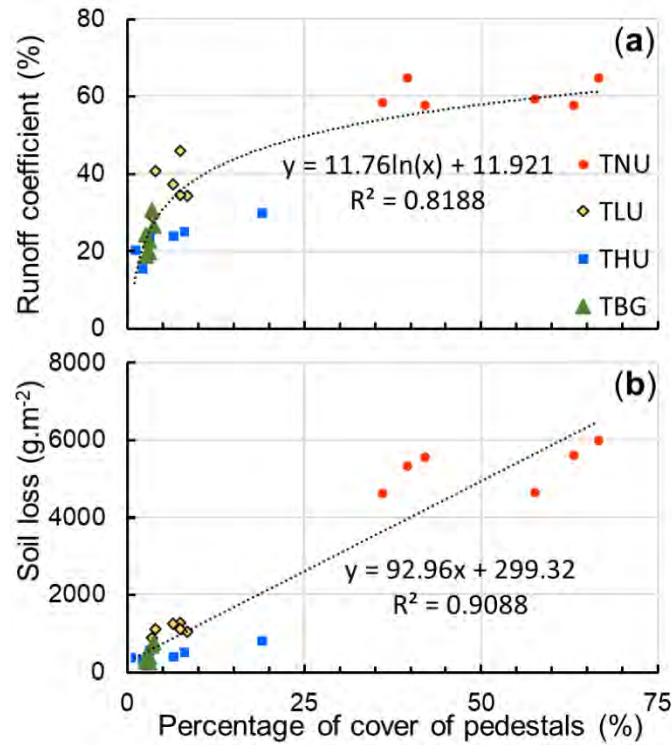 80
(a)
60
40
20
0
Runoff coefficient (%)
y = 11.76ln(x) + 11.921
R² = 0.8188
TNU
TLU
THU
TBG
8000
(b)
6000
4000
2000
0
Soil loss (g.m-2)
y = 92.96x + 299.32
R² = 0.9088
0 25 50 75
Percentage of cover of pedestals (%)